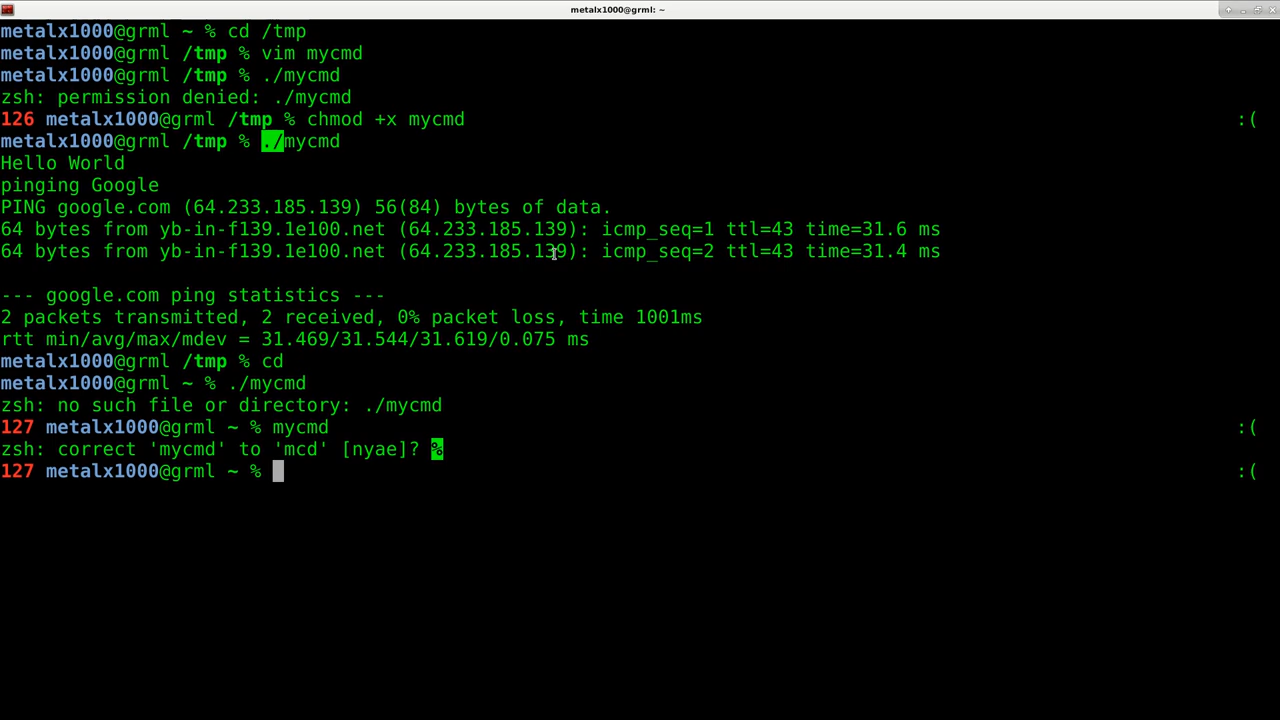 metalx1000@grml: ~
metalx1000@grml ~ % cd /tmp
metalx1000@grml /tmp % vim mycmd
metalx1000@grml /tmp % ./mycmd
zsh: permission denied: ./mycmd
126 metalx1000@grml /tmp % chmod +x mycmd :(
metalx1000@grml /tmp % ./mycmd
Hello World
pinging Google
PING google.com (64.233.185.139) 56(84) bytes of data.
64 bytes from yb-in-f139.1e100.net (64.233.185.139): icmp_seq=1 ttl=43 time=31.6 ms
64 bytes from yb-in-f139.1e100.net (64.233.185.139): icmp_seq=2 ttl=43 time=31.4 ms
--- google.com ping statistics ---
2 packets transmitted, 2 received, 0% packet loss, time 1001ms
rtt min/avg/max/mdev = 31.469/31.544/31.619/0.075 ms
metalx1000@grml /tmp % cd
metalx1000@grml ~ % ./mycmd
zsh: no such file or directory: ./mycmd
127 metalx1000@grml ~ % mycmd :(
zsh: correct 'mycmd' to 'mcd' [nyae]? %
127 metalx1000@grml ~ % :(